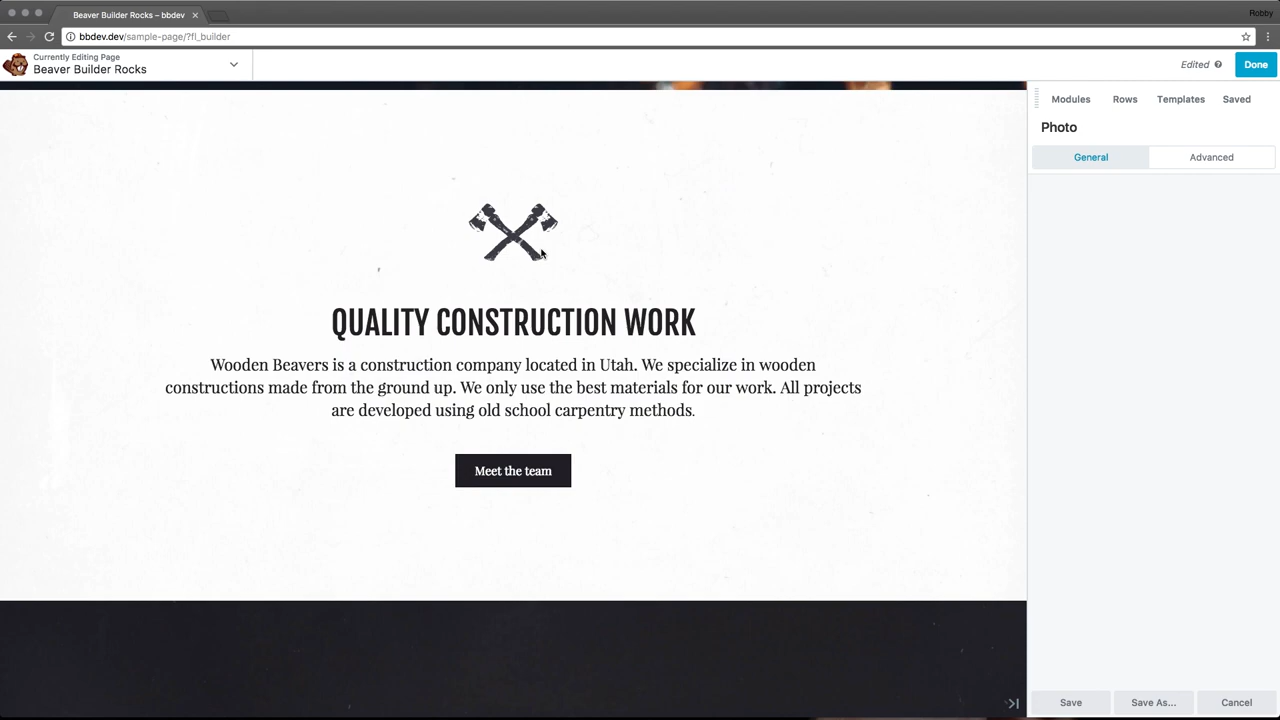 Beaver Builder Rocks – bbdev
Robby
bbdev.dev/sample-page/?fl_builder
Currently Editing Page
Beaver Builder Rocks
Edited
Done
Modules Rows Templates Saved
Photo
General Advanced
QUALITY CONSTRUCTION WORK
Wooden Beavers is a construction company located in Utah. We specialize in wooden
constructions made from the ground up. We only use the best materials for our work. All projects
are developed using old school carpentry methods.
Meet the team
Save Save As... Cancel